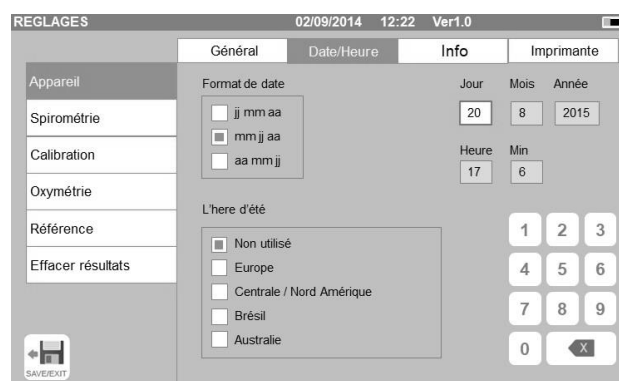 REGLAGES 02/09/2014 12:22 Ver1.0
Général Date/Heure Info Imprimante
Appareil
Spirométrie
Calibration
Oxymétrie
Référence
Effacer résultats
SAVE/EXIT
Format de date
jj mm aa
mm jj aa
aa mm jj
Jour Mois Année
20 8 2015
Heure Min
17 6
L'here d'été
Non utilisé
Europe
Centrale / Nord Amérique
Brésil
Australie
1 2 3
4 5 6
7 8 9
0 X